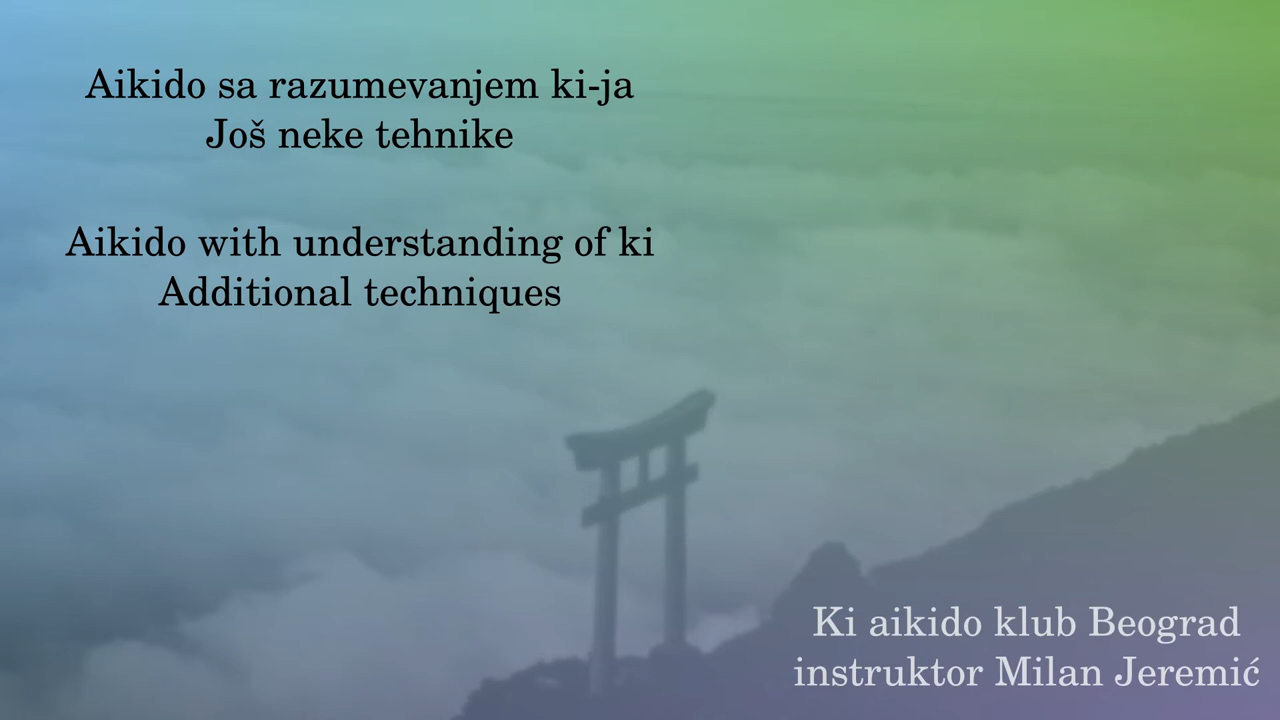 Aikido sa razumevanjem ki-ja
Još neke tehnike
Aikido with understanding of ki
Additional techniques
Ki aikido klub Beograd
instruktor Milan Jeremić